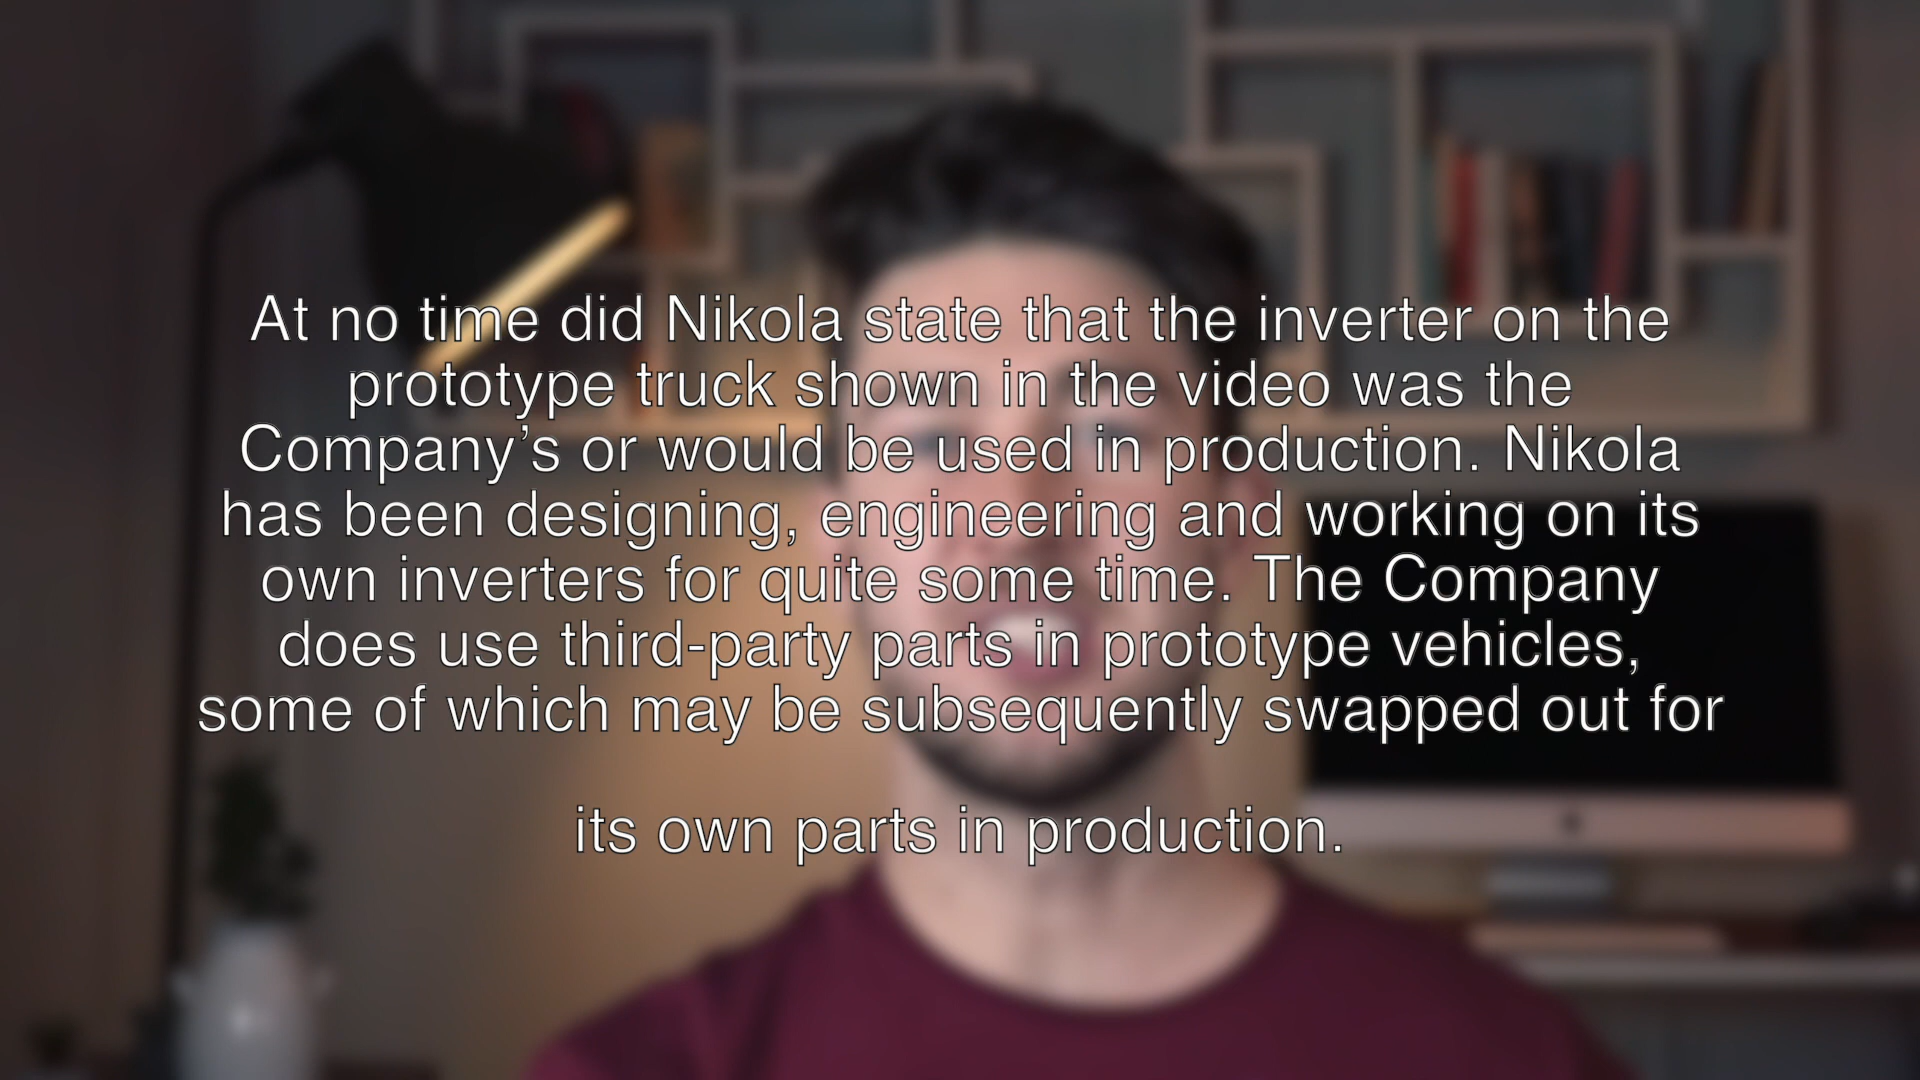 At no time did Nikola state that the inverter on the
prototype truck shown in the video was the
Company’s or would be used in production. Nikola
has been designing, engineering and working on its
own inverters for quite some time. The Company
does use third-party parts in prototype vehicles,
some of which may be subsequently swapped out for
its own parts in production.